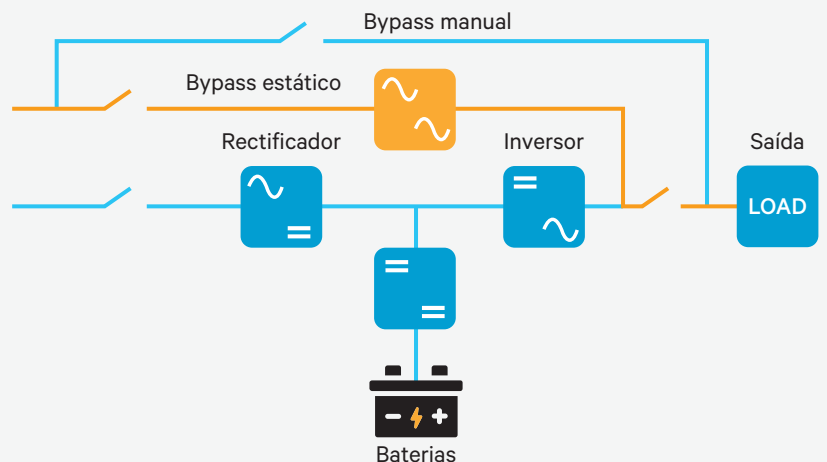 Bypass manual
Bypass estático
Rectificador
Inversor
Saída
LOAD
Baterias